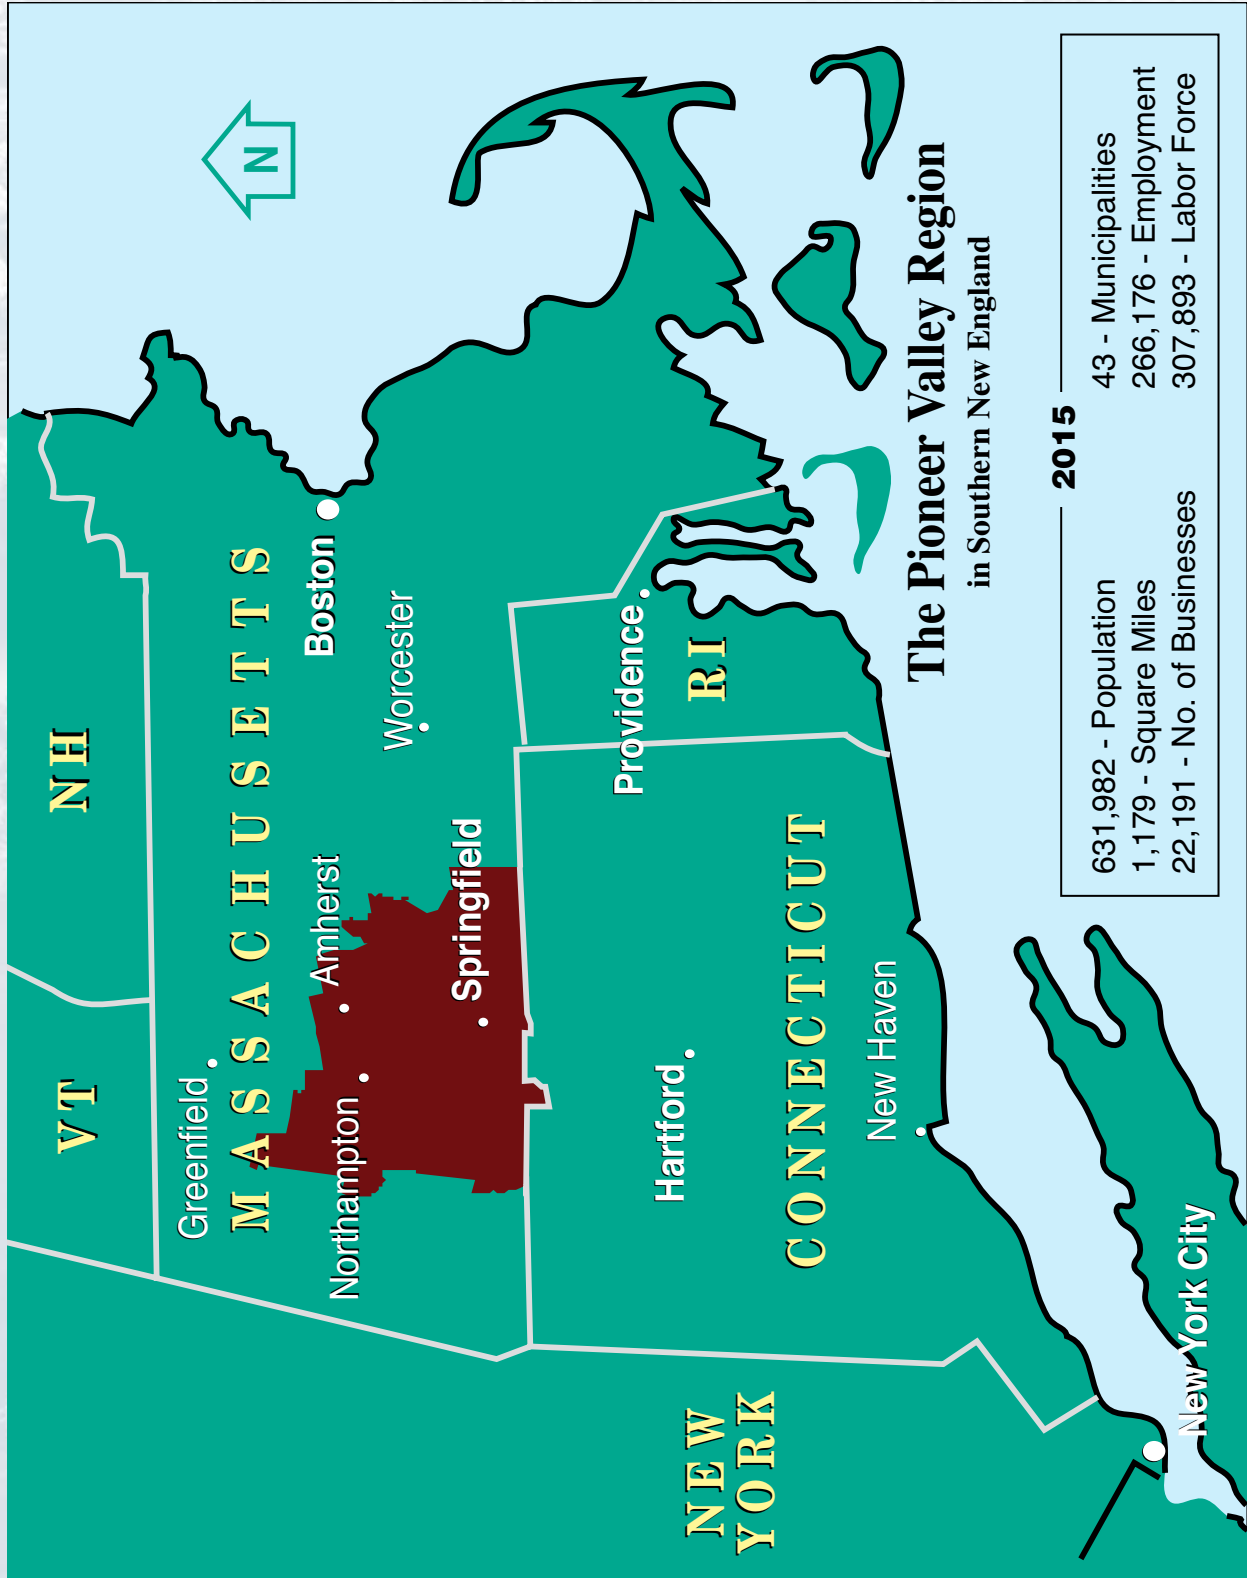 N
VT
NH
Greenfield
MASSACHUSETTS
Boston
Amherst
Northampton
Worcester
Springfield
Providence
RI
Hartford
NEW
YORK
CONNECTICUT
New Haven
The Pioneer Valley Region
in Southern New England
New York City
2015
631,982 - Population
1,179 - Square Miles
22,191 - No. of Businesses
43 - Municipalities
266,176 - Employment
307,893 - Labor Force